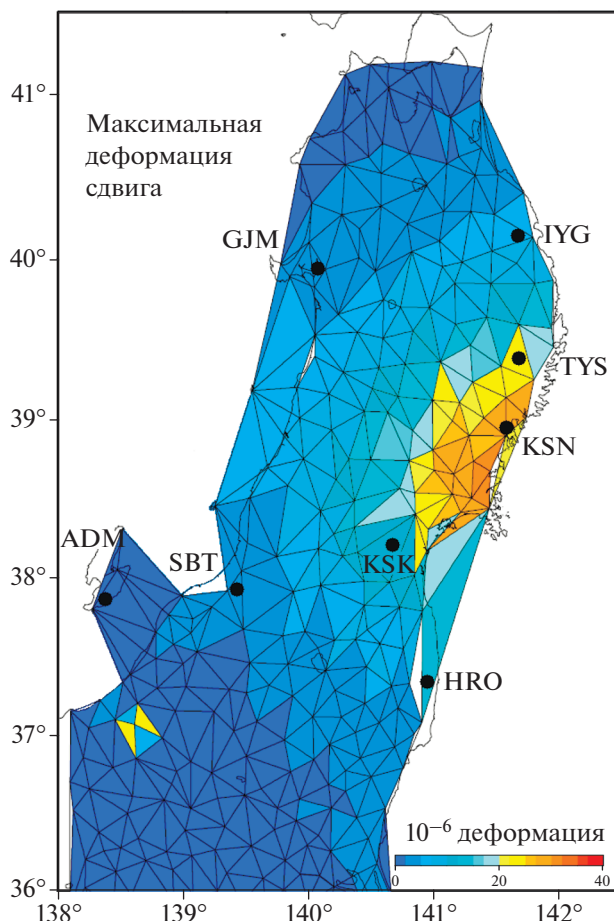 41°
Максимальная
деформация
сдвига
GJM
IYG
40°
TYS
39°
KSN
ADM
SBT
KSK
38°
HRO
37°
10−6 деформация
0 20 40
36°
138° 139° 140° 141° 142°